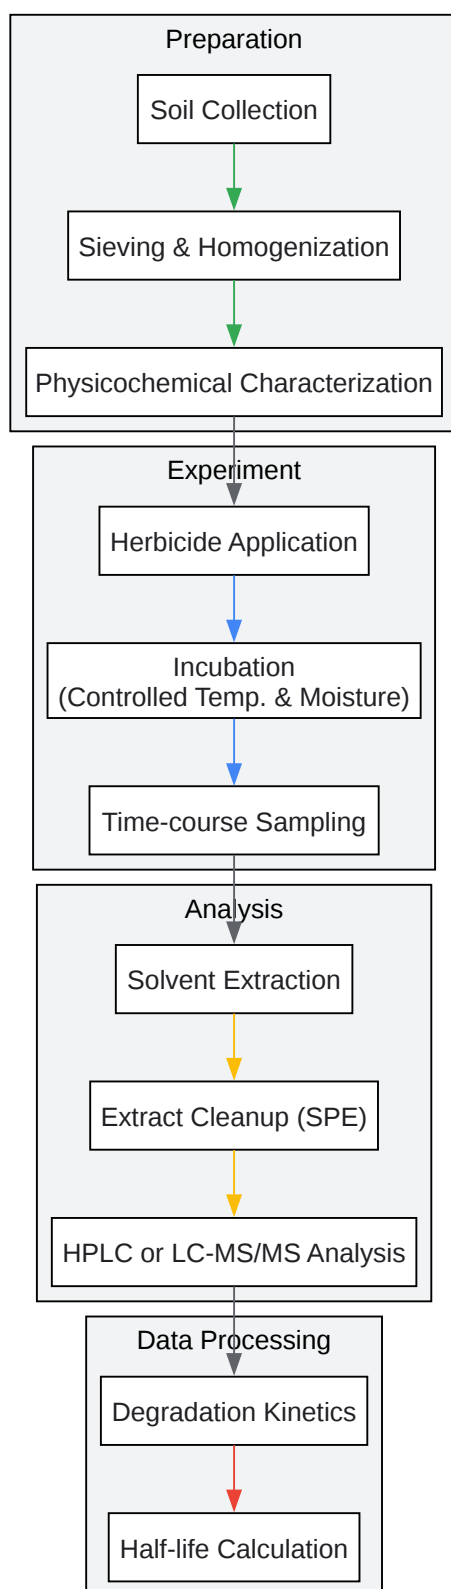 Preparation
Soil Collection
Sieving & Homogenization
Physicochemical Characterization
Experiment
Herbicide Application
Incubation
(Controlled Temp. & Moisture)
Time-course Sampling
Analysis
Solvent Extraction
Extract Cleanup (SPE)
HPLC or LC-MS/MS Analysis
Data Processing
Degradation Kinetics
Half-life Calculation